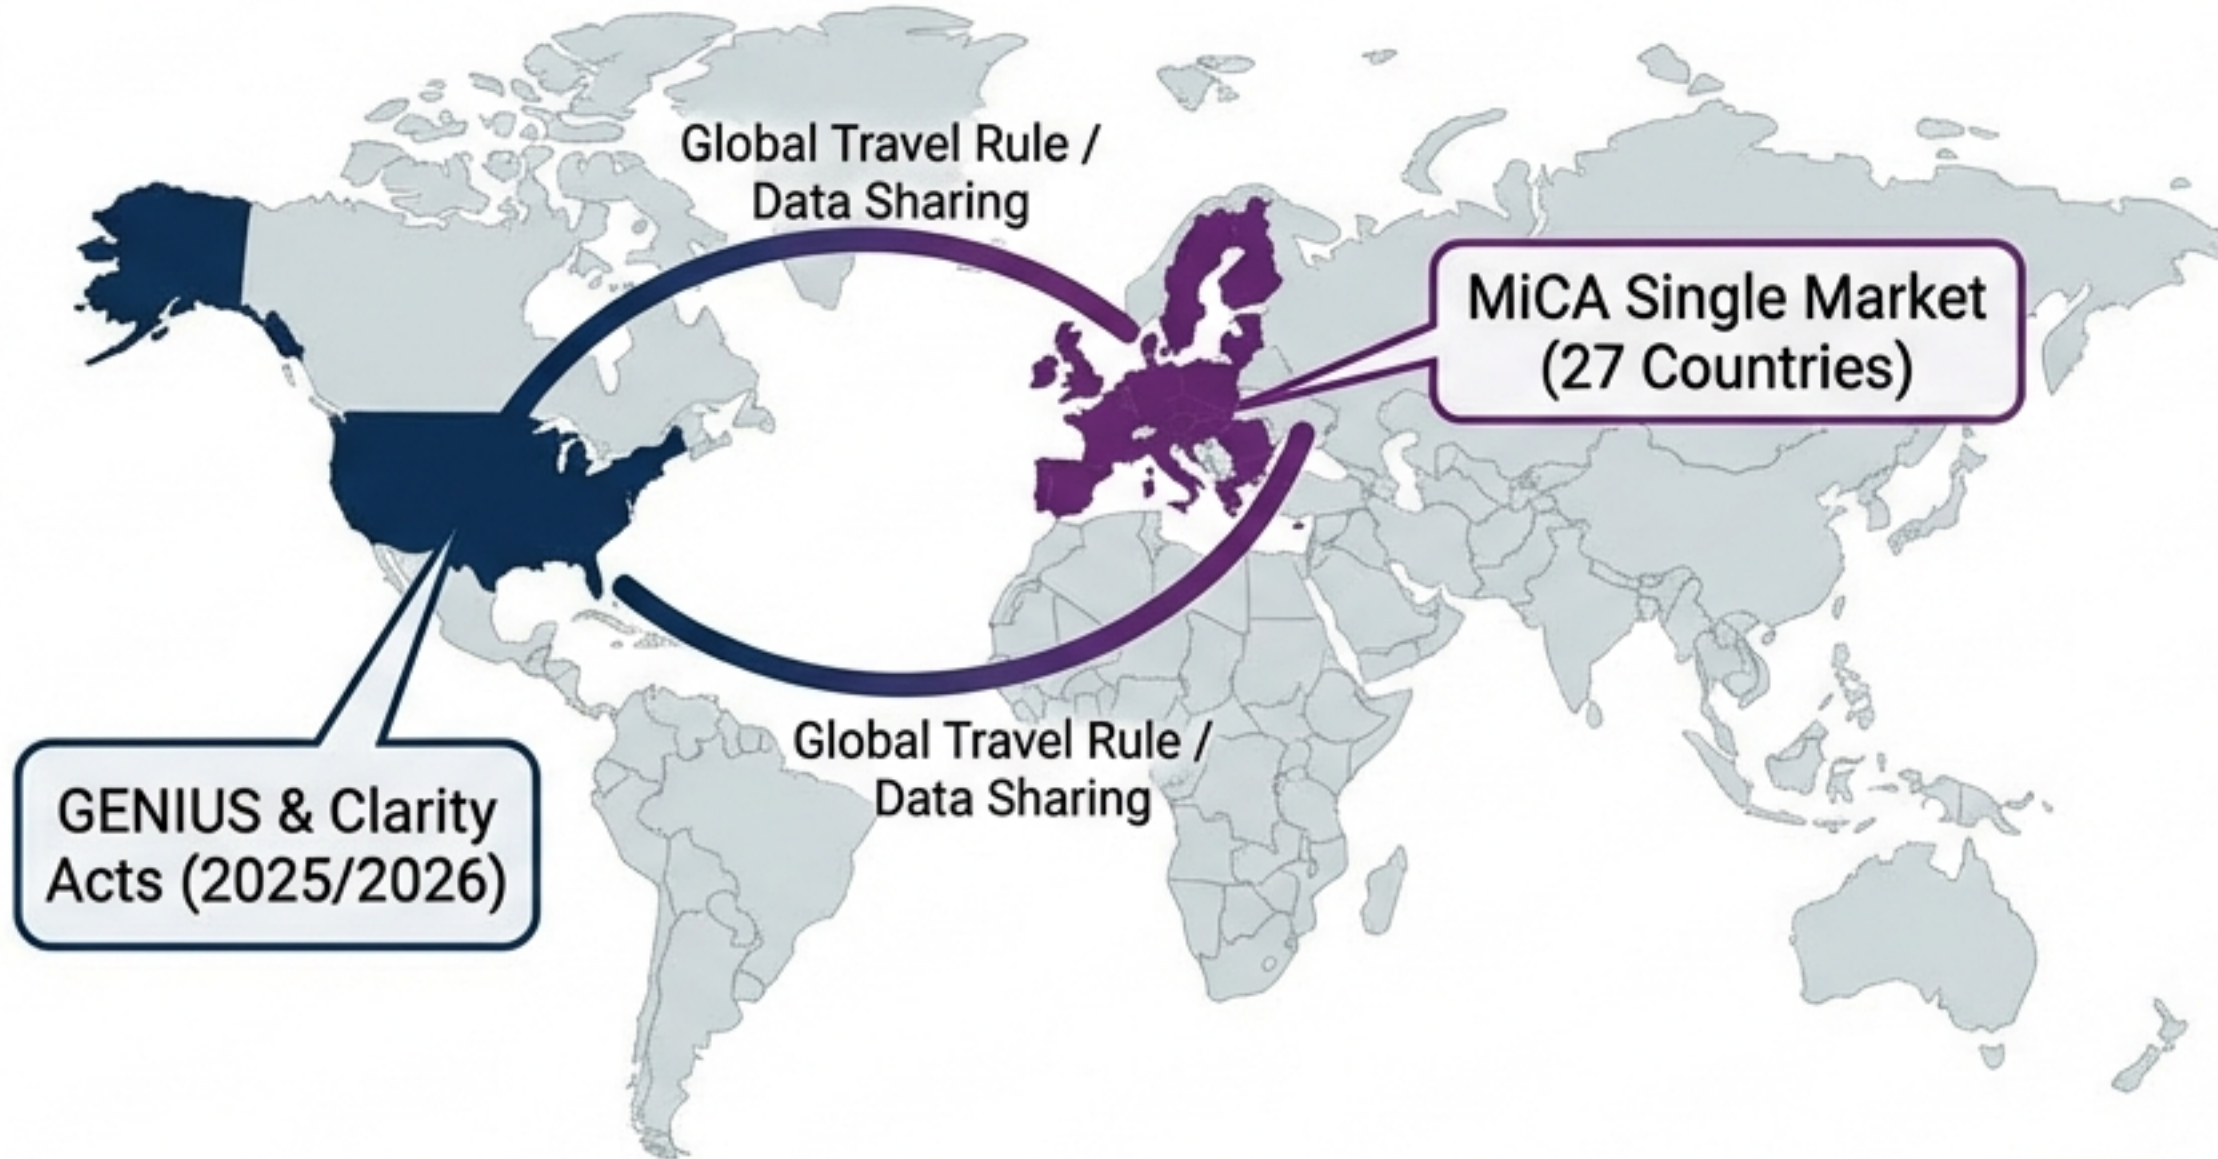 Global Travel Rule /
Data Sharing
MiCA Single Market
(27 Countries)
Global Travel Rule /
Data Sharing
GENIUS & Clarity
Acts (2025/2026)